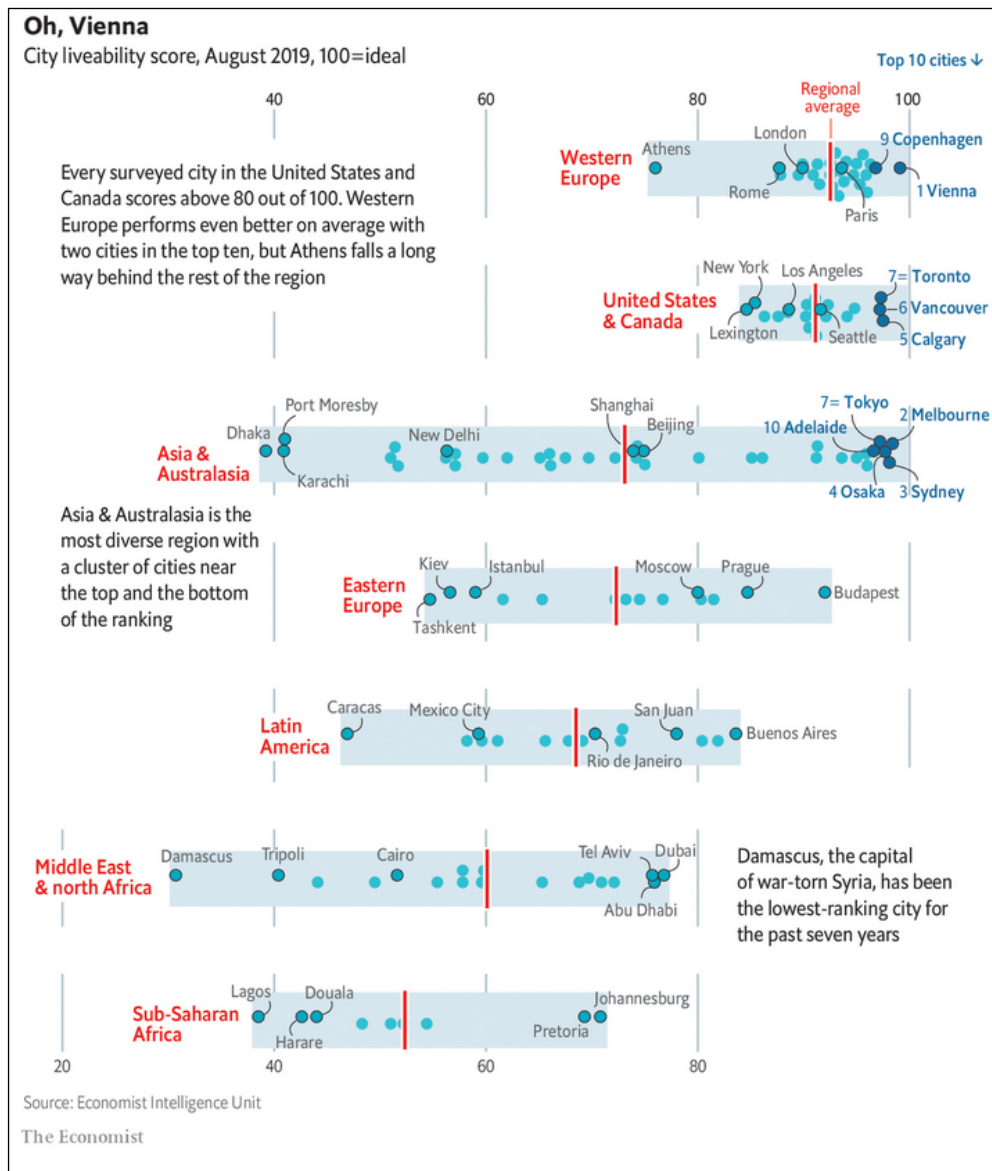 Oh, Vienna
City liveability score, August 2019, 100=ideal
Top 10 cities ↓
40
60
80
Regional
average
100
Every surveyed city in the United States and
Canada scores above 80 out of 100. Western
Europe performs even better on average with
two cities in the top ten, but Athens falls a long
way behind the rest of the region
Western
Europe
Athens
Rome
London
Paris
9 Copenhagen
1 Vienna
United States
& Canada
New York
Lexington
Los Angeles
Seattle
7= Toronto
6 Vancouver
5 Calgary
Asia &
Australasia
Dhaka
Port Moresby
Karachi
New Delhi
Shanghai
Beijing
7= Tokyo
2 Melbourne
10 Adelaide
4 Osaka
3 Sydney
Asia & Australasia is the
most diverse region with
a cluster of cities near
the top and the bottom
of the ranking
Eastern
Europe
Kiev
Istanbul
Tashkent
Moscow
Prague
Budapest
Latin
America
Caracas
Mexico City
Rio de Janeiro
San Juan
Buenos Aires
Middle East
& north Africa
Damascus
Tripoli
Cairo
Tel Aviv
Dubai
Abu Dhabi
Damascus, the capital
of war-torn Syria, has been
the lowest-ranking city for
the past seven years
Sub-Saharan
Africa
Lagos
Douala
Harare
Johannesburg
Pretoria
20
40
60
80
Source: Economist Intelligence Unit
The Economist